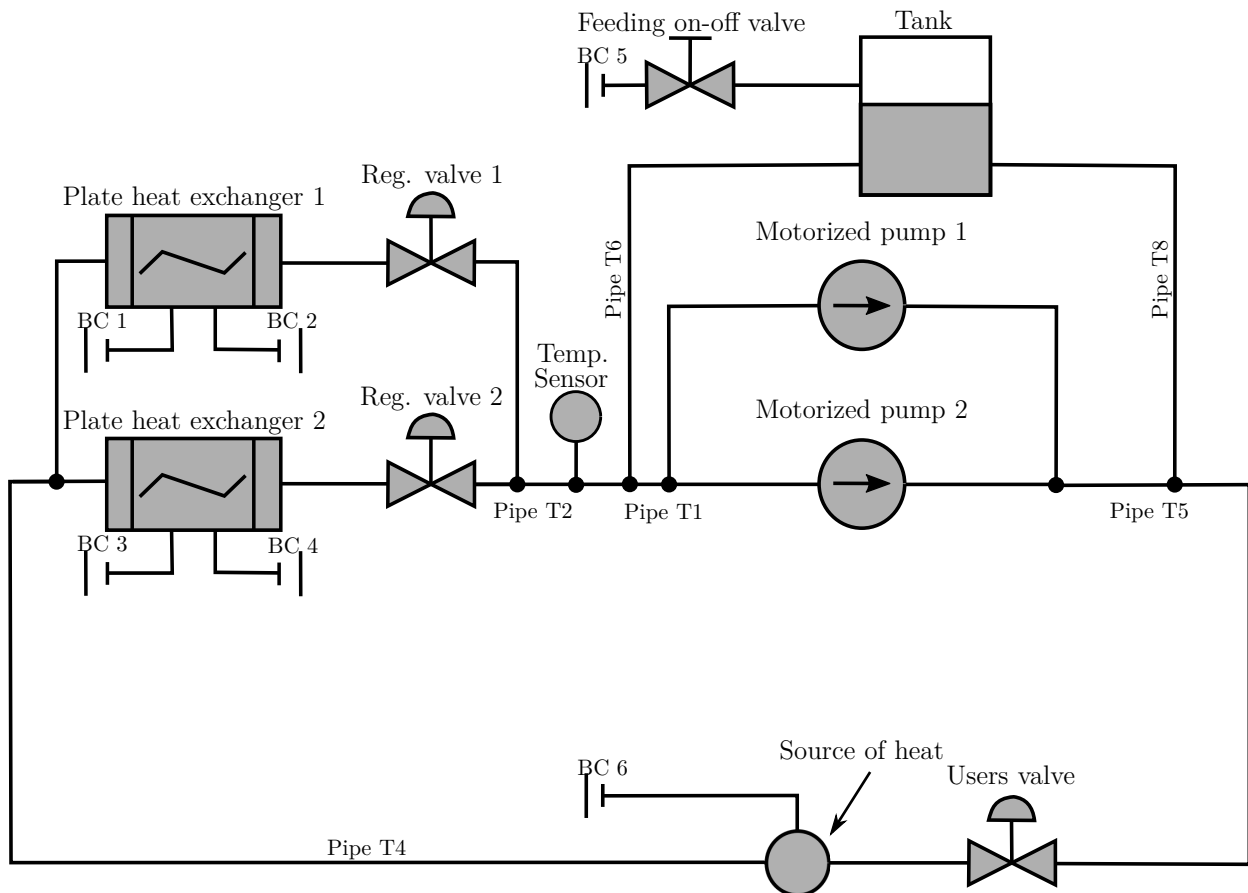 Feeding on-off valve
Tank
BC 5
Reg. valve 1
Plate heat exchanger 1
Motorized pump 1
Pipe T6
Pipe T8
BC 1
BC 2
Temp.
Sensor
Reg. valve 2
Motorized pump 2
Plate heat exchanger 2
Pipe T2
Pipe T1
Pipe T5
BC 3
BC 4
Source of heat
BC 6
Users valve
Pipe T4